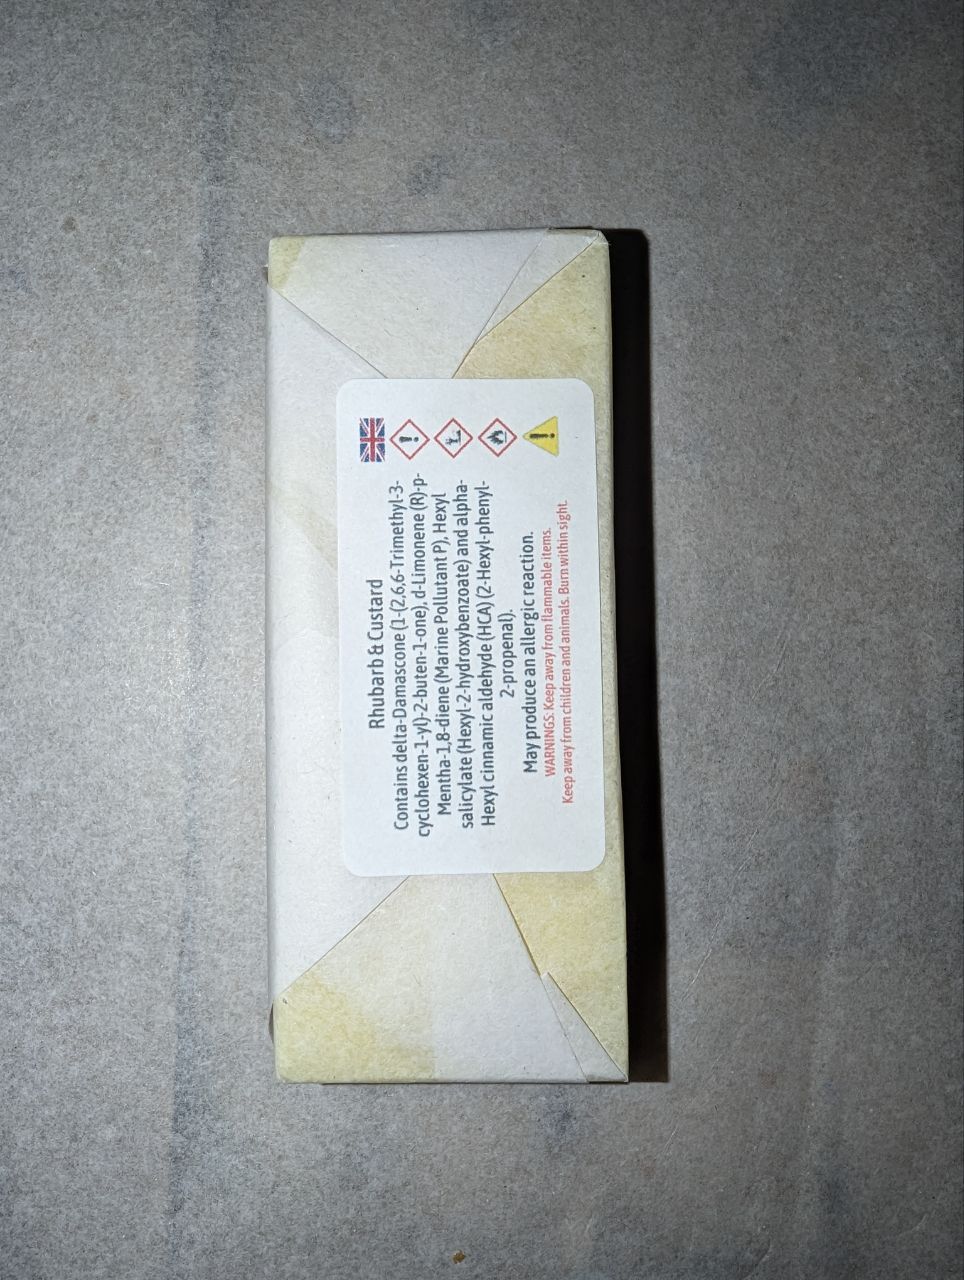 Rhubarb & Custard
Contains delta-Damascone (1-(2,6,6-Trimethyl-3-
cyclohexen-1-yl)-2-buten-1-one), d-Limonene (R)-p-
Mentha-1,8-diene (Marine Pollutant P), Hexyl
salicylate (Hexyl-2-hydroxybenzoate) and alpha-
Hexyl cinnamic aldehyde (HCA) (2-Hexyl-phenyl-
2-propenal).
May produce an allergic reaction.
WARNINGS: Keep away from flammable items.
Keep away from children and animals. Burn within sight.